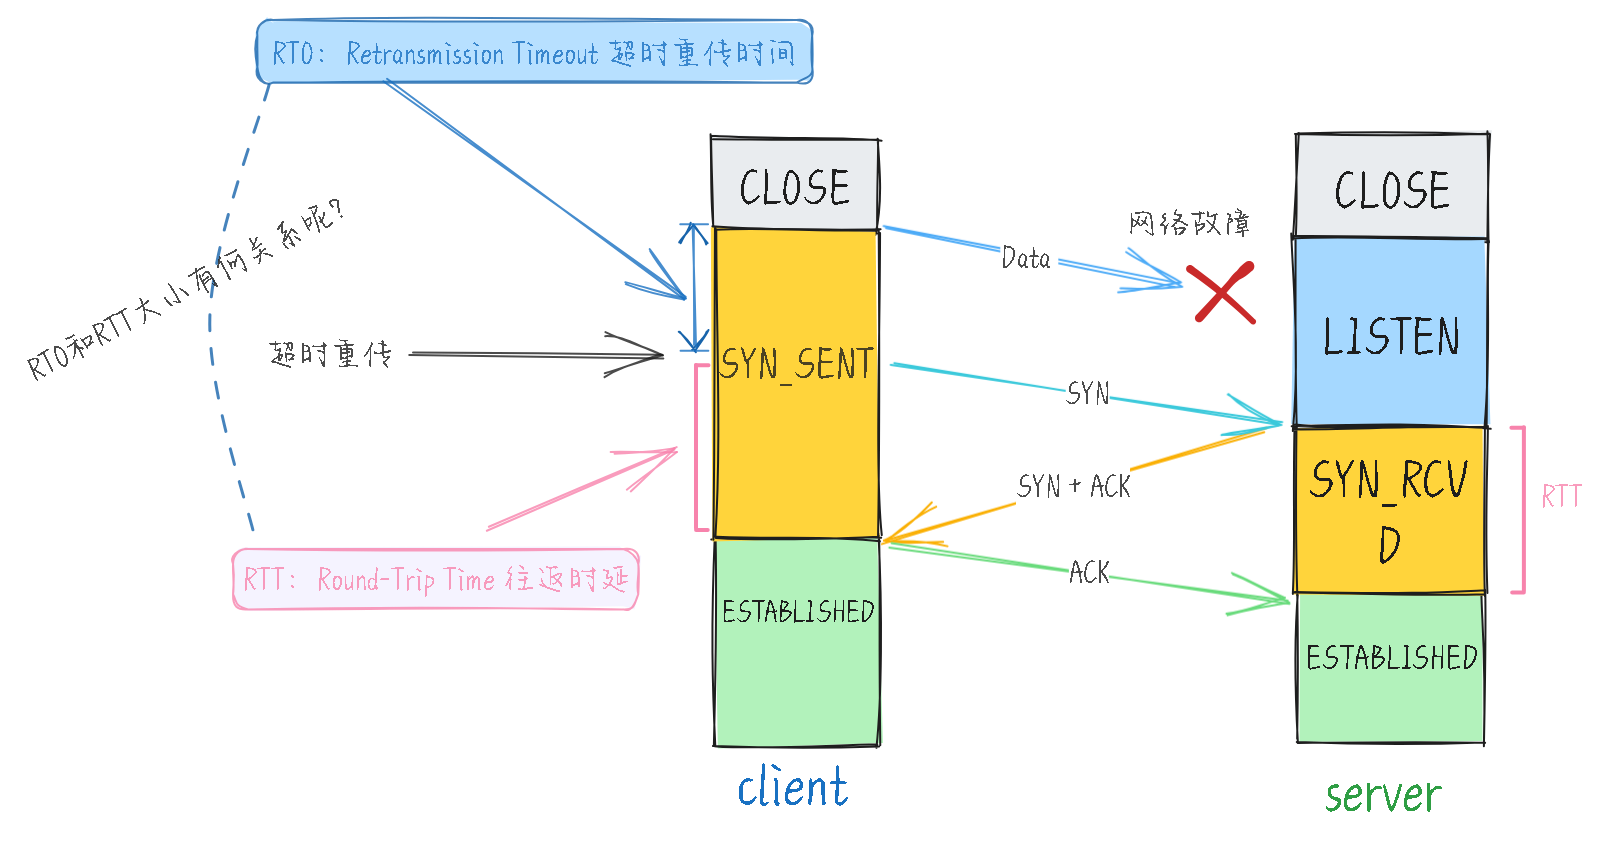 RTO： Retransmission Timeout 超时重传时间
CLOSE
CLOSE
网络故障
Data
RTO和RTT大小有何关系呢？
LISTEN
超时重传
SYN_SENT
SYN
SYN_RCV
D
SYN + ACK
RTT
RTT： Round-Trip Time 往返时延
ACK
ESTABLISHED
ESTABLISHED
client
server